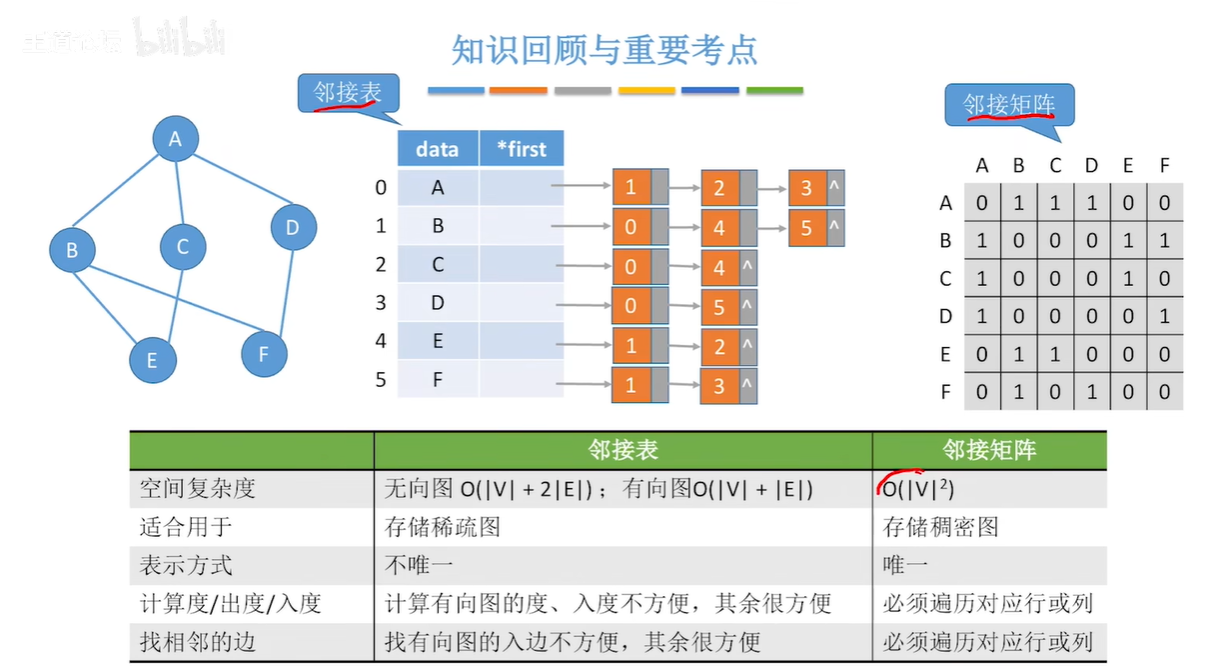 王道论坛 bilibili
知识回顾与重要考点
邻接表
邻接矩阵
A
B
C
D
E
F
data *first
0 A 1 2 3 ^
1 B 0 4 5 ^
2 C 0 4 ^
3 D 0 5 ^
4 E 1 2 ^
5 F 1 3 ^
A B C D E F
A 0 1 1 1 0 0
B 1 0 0 0 1 1
C 1 0 0 0 1 0
D 1 0 0 0 0 1
E 0 1 1 0 0 0
F 0 1 0 1 0 0
邻接表 邻接矩阵
空间复杂度 无向图 O(|V| + 2|E|)；有向图O(|V| + |E|) O(|V|²)
适合用于 存储稀疏图 存储稠密图
表示方式 不唯一 唯一
计算度/出度/入度 计算有向图的度、入度不方便，其余很方便 必须遍历对应行或列
找相邻的边 找有向图的入边不方便，其余很方便 必须遍历对应行或列